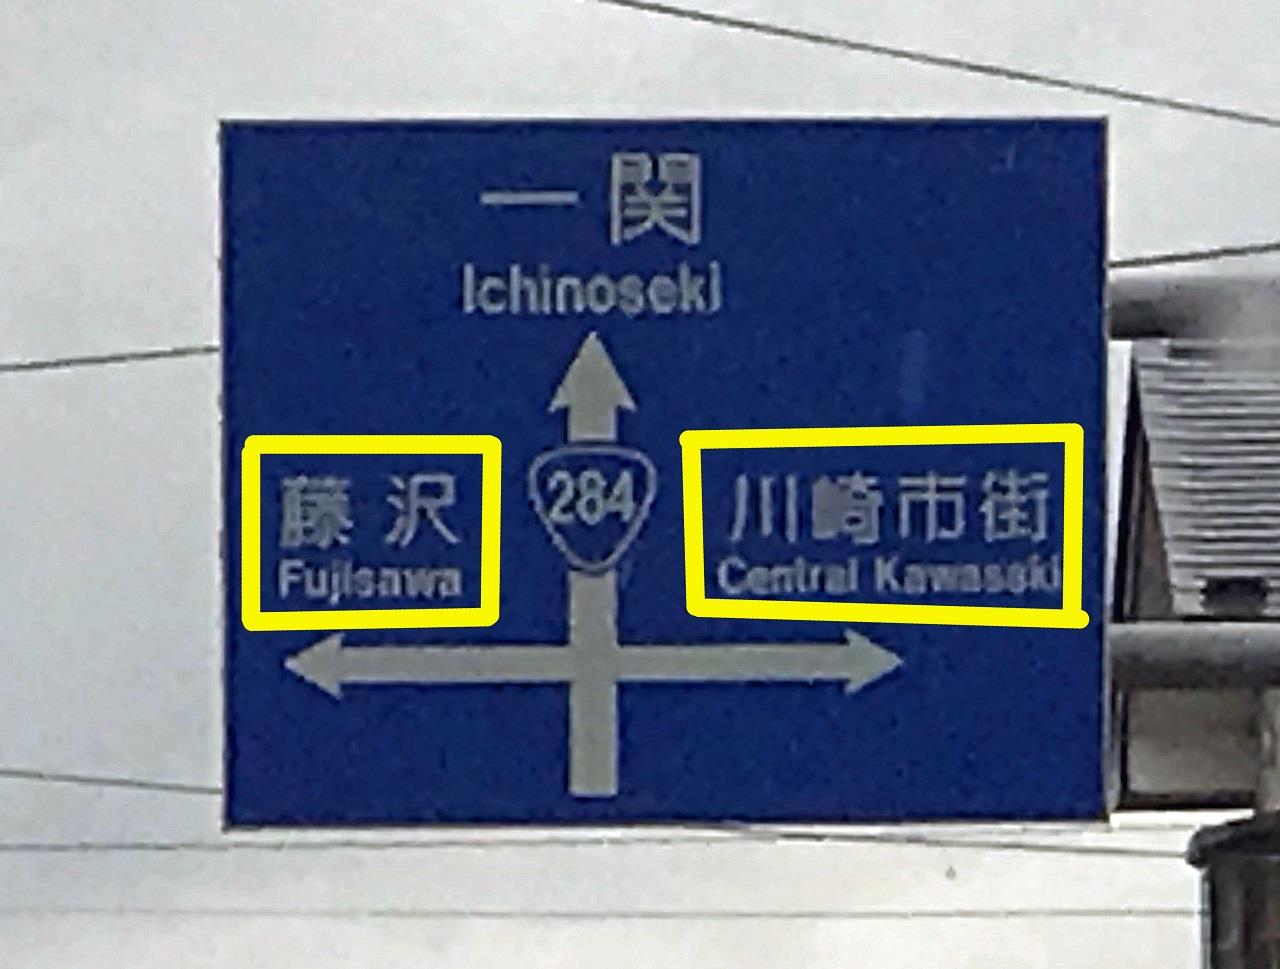 一関
Ichinoseki
藤沢
Fujisawa
284
川崎市街
Central Kawasaki